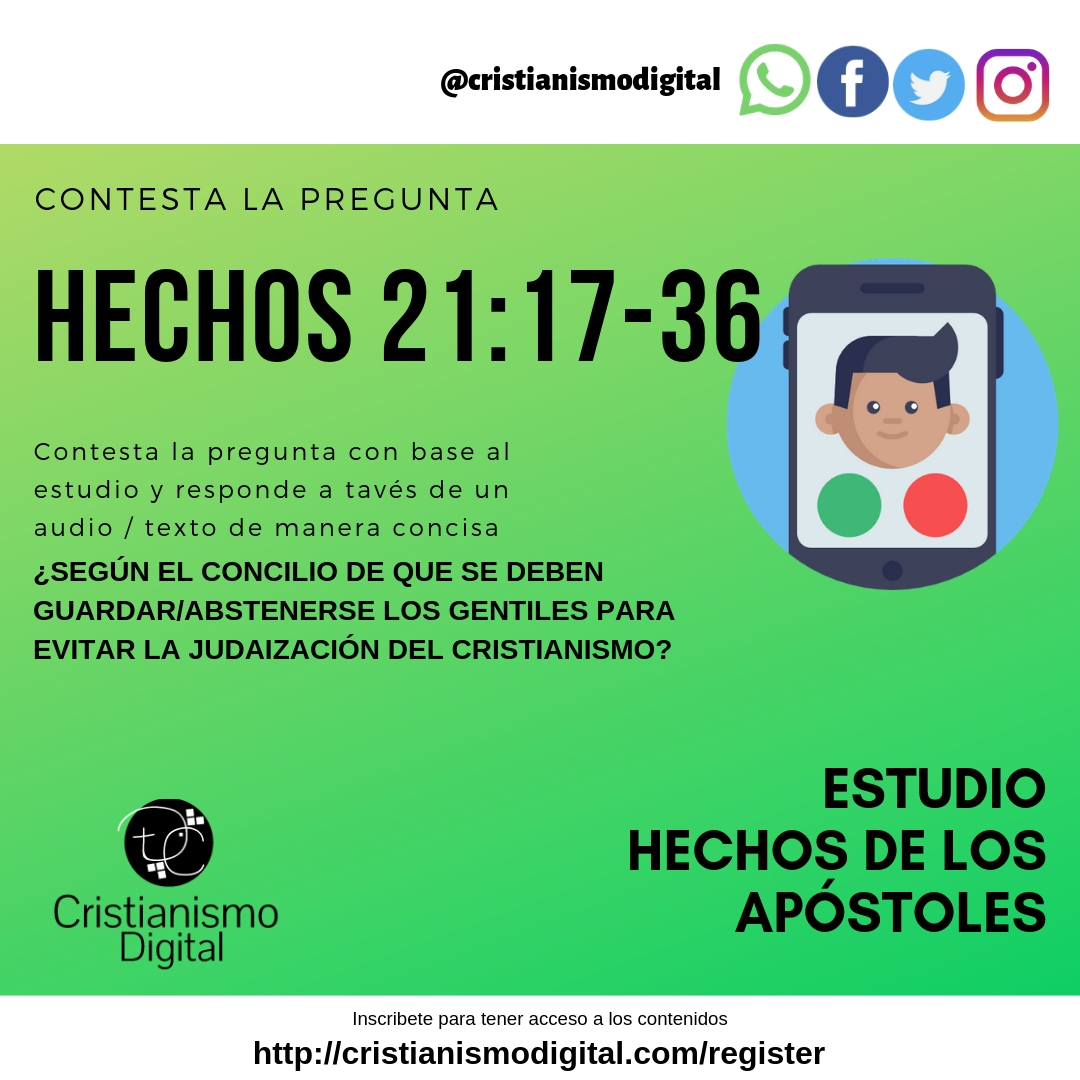 @cristianismodigital
CONTESTA LA PREGUNTA
HECHOS 21:17-36
Contesta la pregunta con base al
estudio y responde a tavés de un
audio / texto de manera concisa
¿SEGÚN EL CONCILIO DE QUE SE DEBEN
GUARDAR/ABSTENERSE LOS GENTILES PARA
EVITAR LA JUDAIZACIÓN DEL CRISTIANISMO?
ESTUDIO
HECHOS DE LOS
APÓSTOLES
Cristianismo
Digital
Inscribete para tener acceso a los contenidos
http://cristianismodigital.com/register